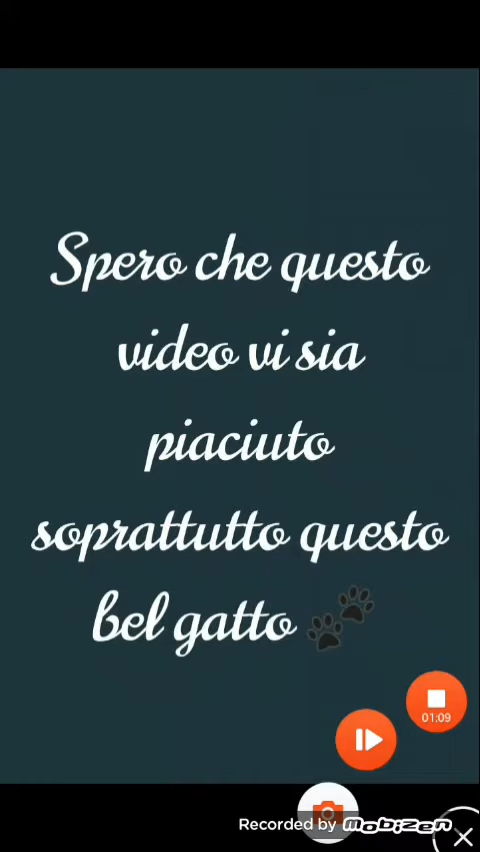 Spero che questo
video vi sia
piaciuto
soprattutto questo
bel gatto 🐾
01:09
Recorded by Mobizen